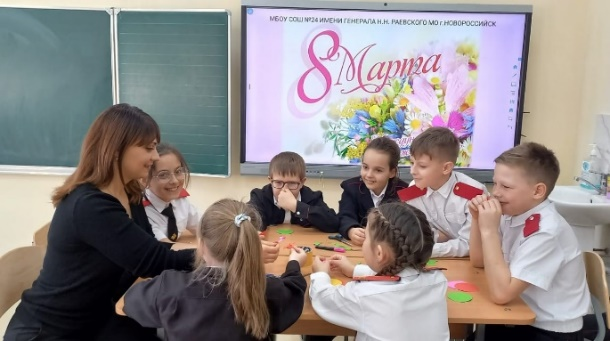 МБОУ СОШ №24 ИМЕНИ ГЕНЕРАЛА Н.Н. РАЕВСКОГО МО г.НОВОРОССИЙСК
8 Марта